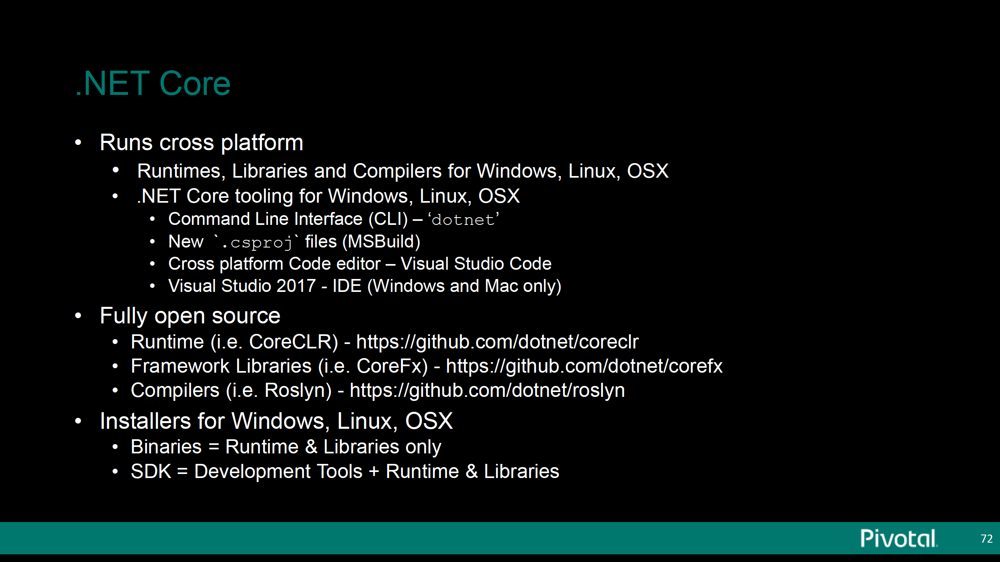 .NET Core
• Runs cross platform
• Runtimes, Libraries and Compilers for Windows, Linux, OSX
• .NET Core tooling for Windows, Linux, OSX
• Command Line Interface (CLI) – ‘dotnet’
• New `.csproj` files (MSBuild)
• Cross platform Code editor – Visual Studio Code
• Visual Studio 2017 - IDE (Windows and Mac only)
• Fully open source
• Runtime (i.e. CoreCLR) - https://github.com/dotnet/coreclr
• Framework Libraries (i.e. CoreFx) - https://github.com/dotnet/corefx
• Compilers (i.e. Roslyn) - https://github.com/dotnet/roslyn
• Installers for Windows, Linux, OSX
• Binaries = Runtime & Libraries only
• SDK = Development Tools + Runtime & Libraries
Pivotal. 72